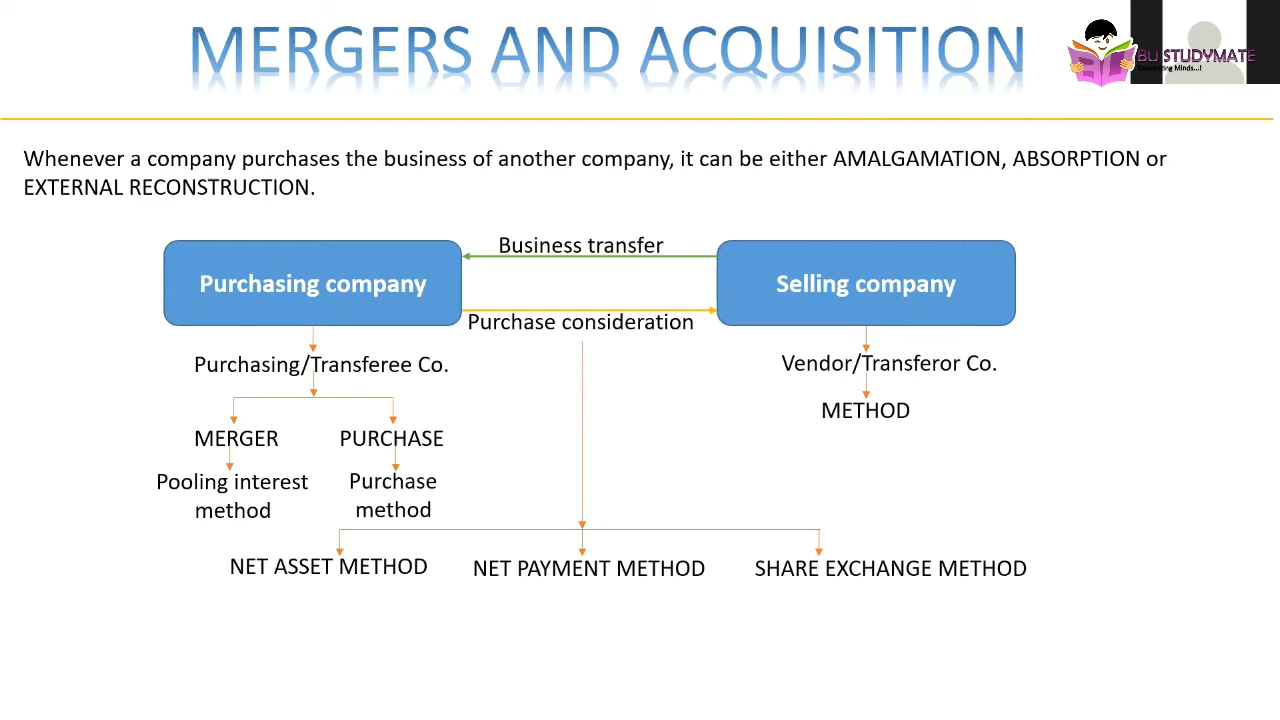 MERGERS AND ACQUISITION
BU STUDYMATE
Connecting Minds...!
Whenever a company purchases the business of another company, it can be either AMALGAMATION, ABSORPTION or
EXTERNAL RECONSTRUCTION.
Business transfer
Purchasing company
Selling company
Purchase consideration
Purchasing/Transferee Co.
Vendor/Transferor Co.
METHOD
MERGER
PURCHASE
Pooling interest
method
Purchase
method
NET ASSET METHOD
NET PAYMENT METHOD
SHARE EXCHANGE METHOD